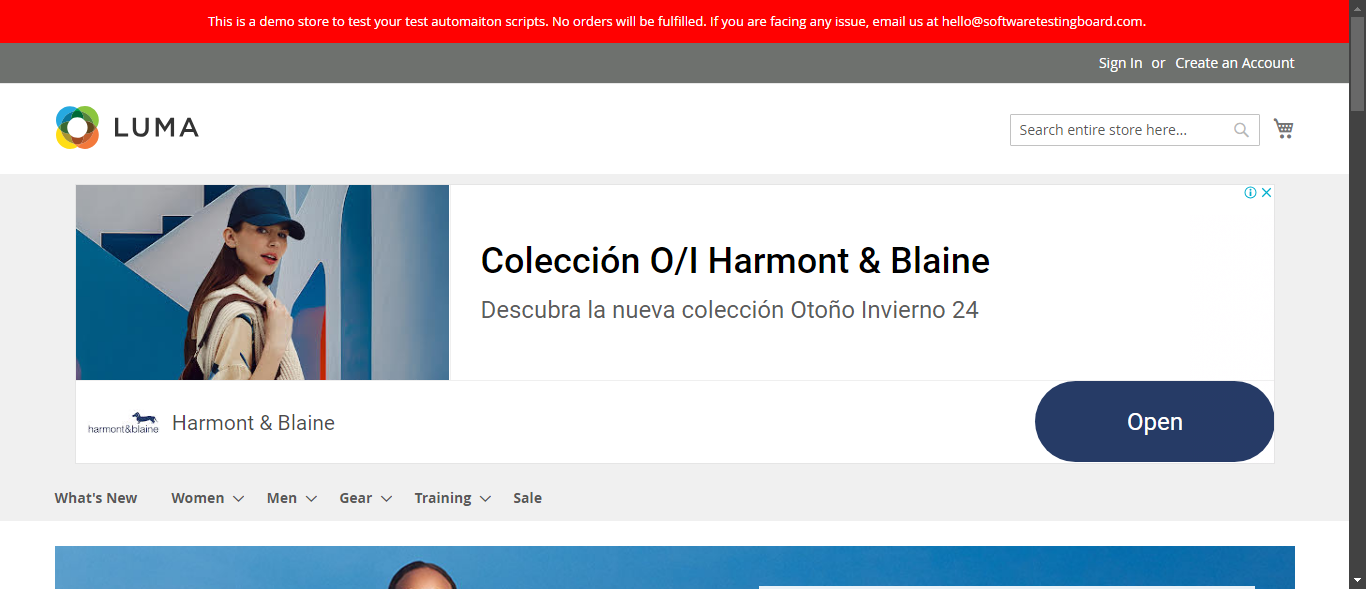 This is a demo store to test your test automaiton scripts. No orders will be fulfilled. If you are facing any issue, email us at hello@softwaretestingboard.com.
Sign In or Create an Account
LUMA
Search entire store here...
Colección O/I Harmont & Blaine
Descubra la nueva colección Otoño Invierno 24
harmont&blaine
Harmont & Blaine
Open
What's New Women Men Gear Training Sale